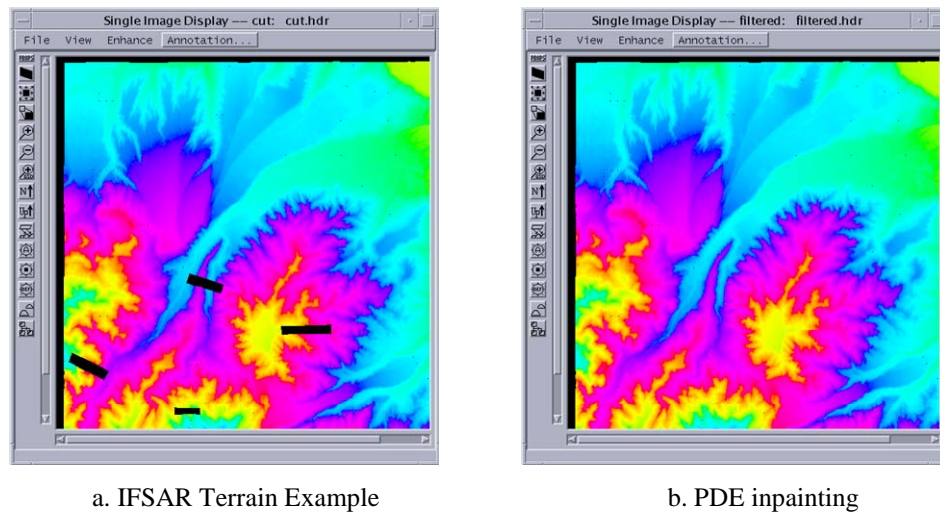 Single Image Display –– cut: cut.hdr
File View Enhance Annotation...
Single Image Display –– filtered: filtered.hdr
File View Enhance Annotation...
a. IFSAR Terrain Example
b. PDE inpainting